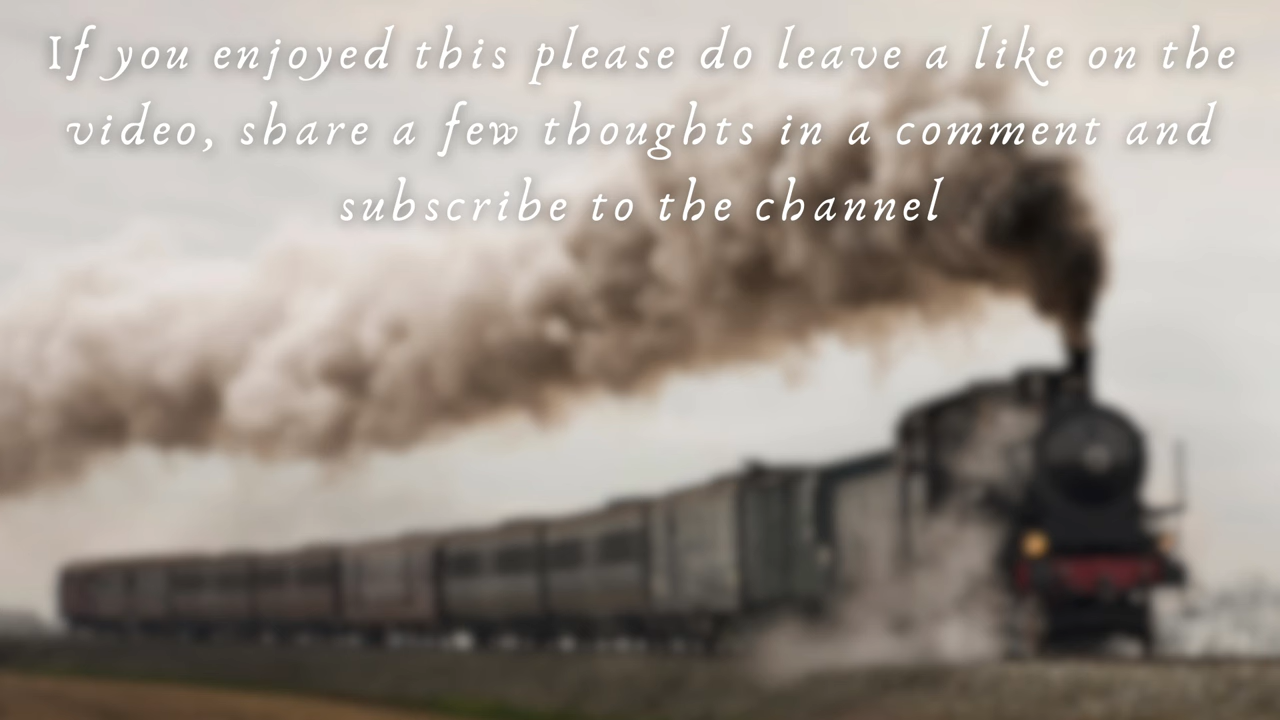 If you enjoyed this please do leave a like on the
video, share a few thoughts in a comment and
subscribe to the channel